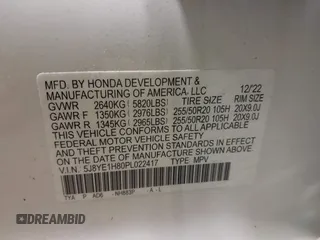 MFD. BY HONDA DEVELOPMENT &
MANUFACTURING OF AMERICA, LLC 12/22
GVWR 2640KG (5820LBS) TIRE SIZE RIM SIZE
GAWR F 1350KG (2976LBS) 255/50R20 105H 20X9.0J
GAWR R 1345KG (2965LBS) 255/50R20 105H 20X9.0J
THIS VEHICLE CONFORMS TO ALL APPLICABLE
FEDERAL MOTOR VEHICLE SAFETY
STANDARDS IN EFFECT ON THE DATE OF
MANUFACTURE SHOWN ABOVE.
V.I.N. 5J8YE1H80PL022417 TYPE: MPV
TYA P AD6 A-L
DREAMBID